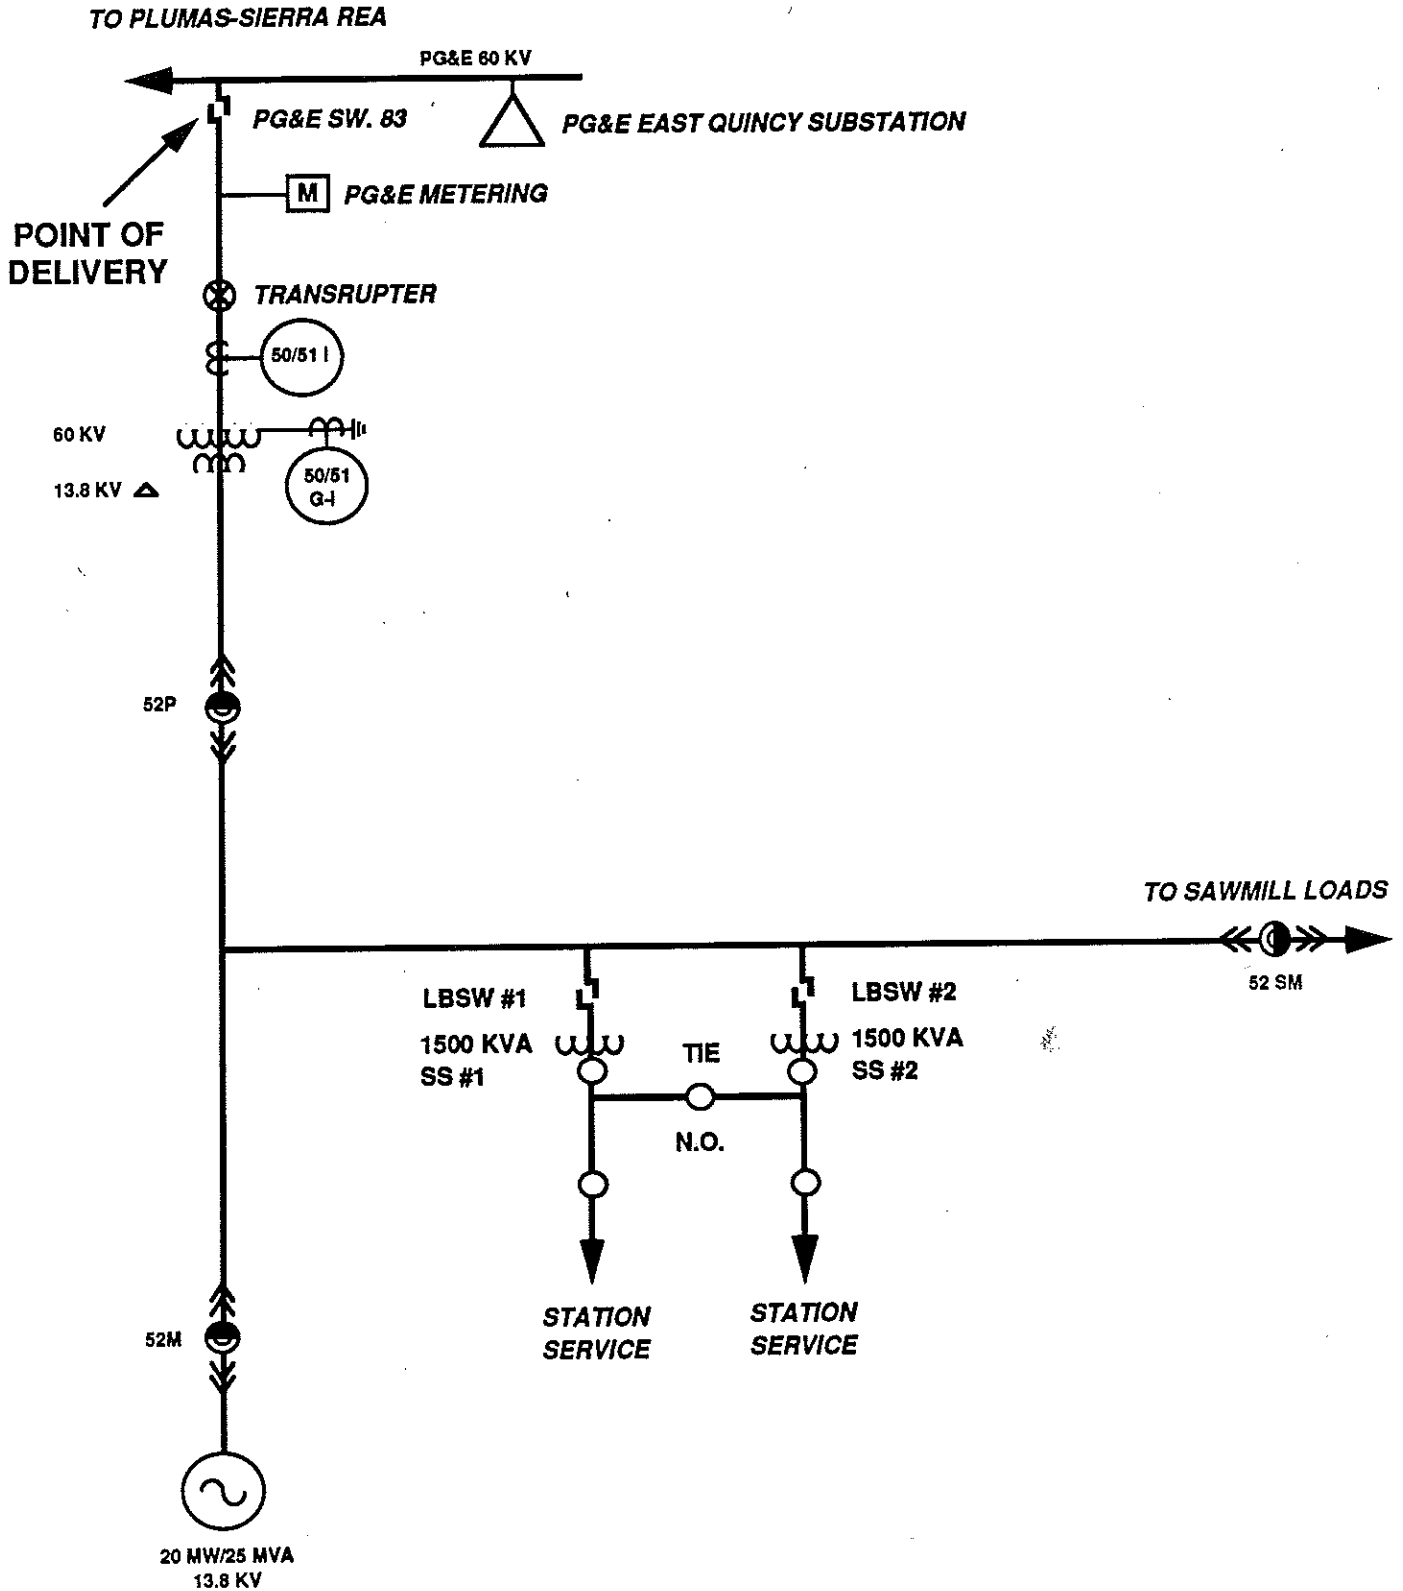 TO PLUMAS-SIERRA REA
PG&E 60 KV
PG&E SW. 83
PG&E EAST QUINCY SUBSTATION
M
PG&E METERING
POINT OF
DELIVERY
TRANSRUPTER
50/51 I
60 KV
13.8 KV
50/51
G-I
52P
TO SAWMILL LOADS
52 SM
LBSW #1
1500 KVA
SS #1
TIE
N.O.
LBSW #2
1500 KVA
SS #2
STATION
SERVICE
STATION
SERVICE
52M
20 MW/25 MVA
13.8 KV